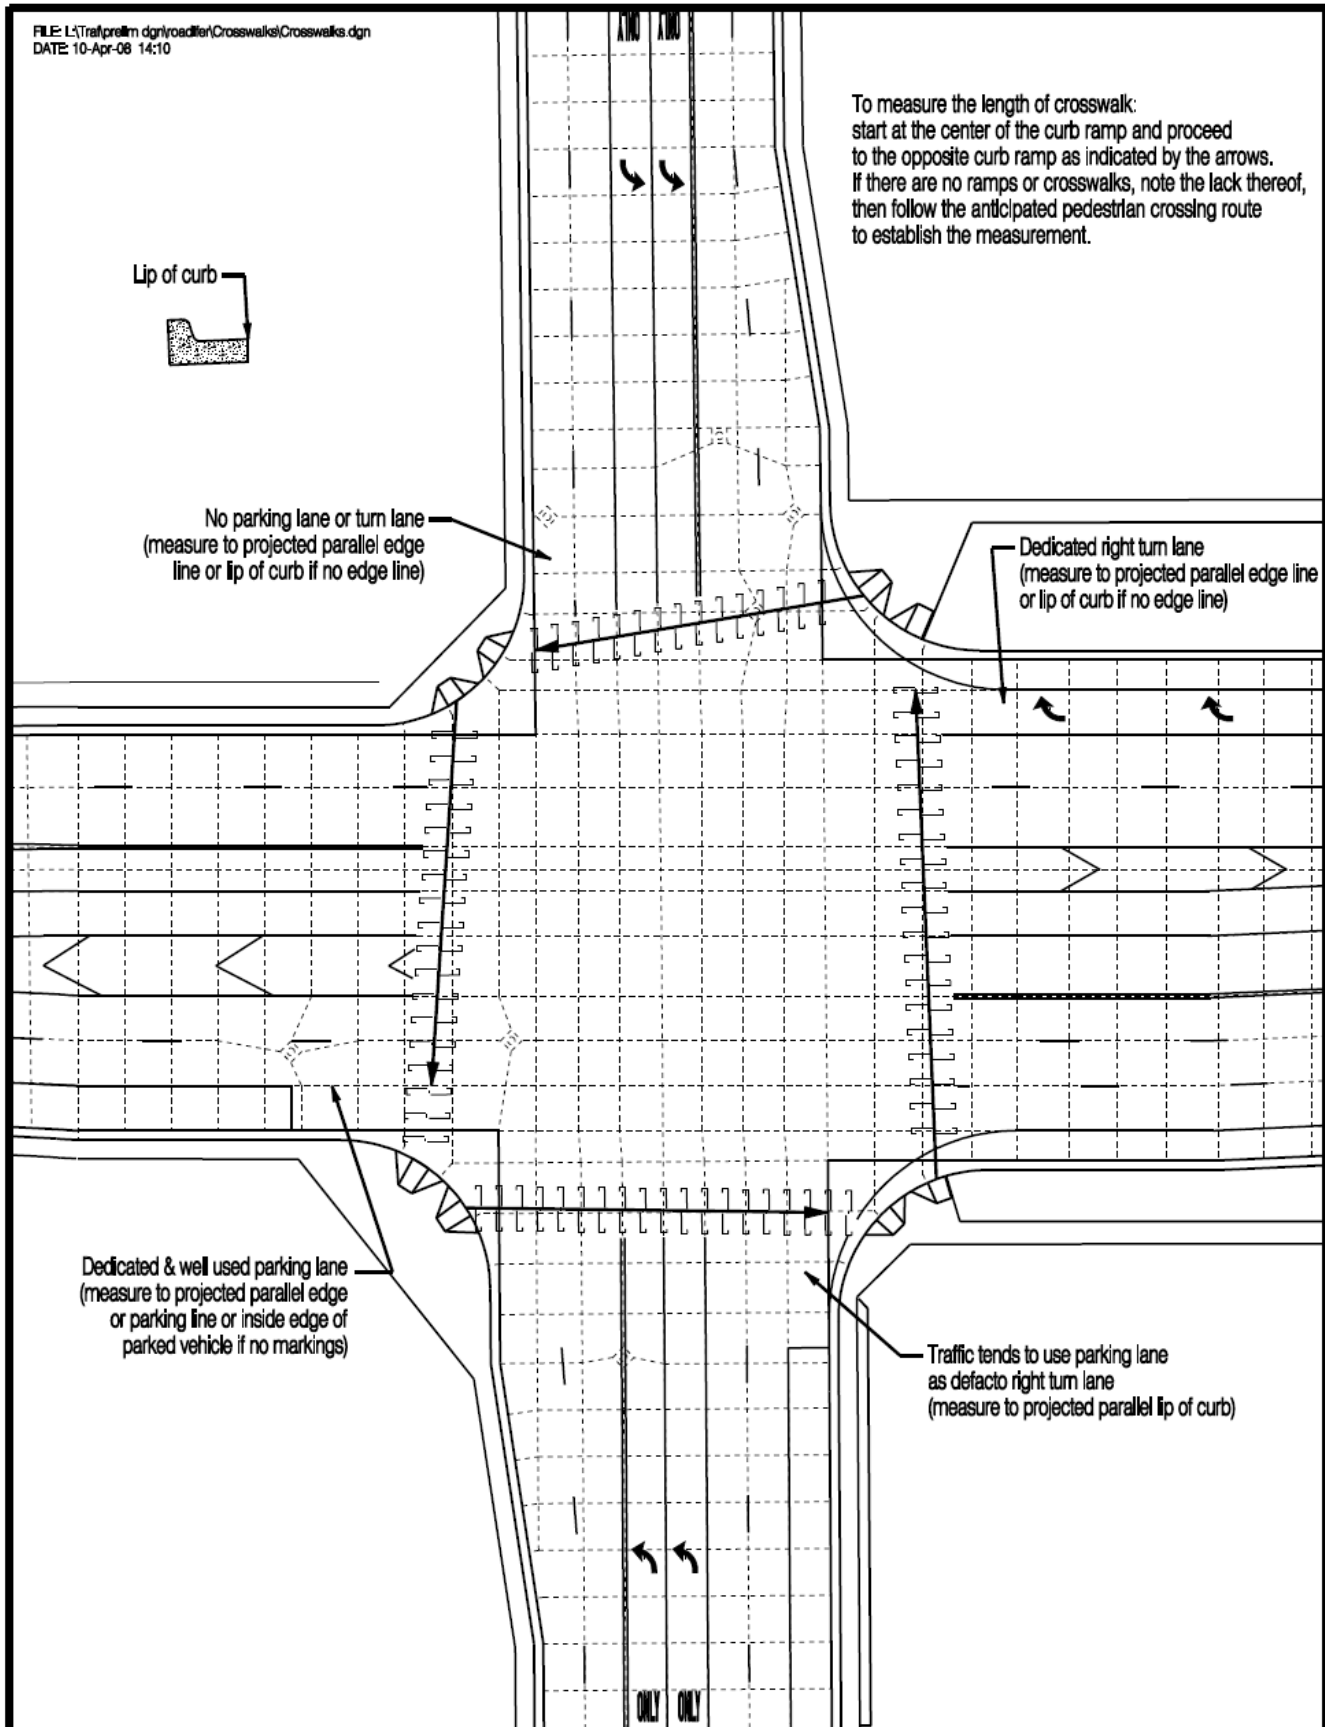 FILE: L:\Traf\prelim dgn\roadifer\Crosswalks\Crosswalks.dgn
DATE: 10-Apr-08 14:10
ONLY ONLY
To measure the length of crosswalk:
start at the center of the curb ramp and proceed
to the opposite curb ramp as indicated by the arrows.
If there are no ramps or crosswalks, note the lack thereof,
then follow the anticipated pedestrian crossing route
to establish the measurement.
Lip of curb
No parking lane or turn lane
(measure to projected parallel edge
line or lip of curb if no edge line)
Dedicated right turn lane
(measure to projected parallel edge line
or lip of curb if no edge line)
Dedicated & well used parking lane
(measure to projected parallel edge
or parking line or inside edge of
parked vehicle if no markings)
Traffic tends to use parking lane
as defacto right turn lane
(measure to projected parallel lip of curb)
ONLY ONLY